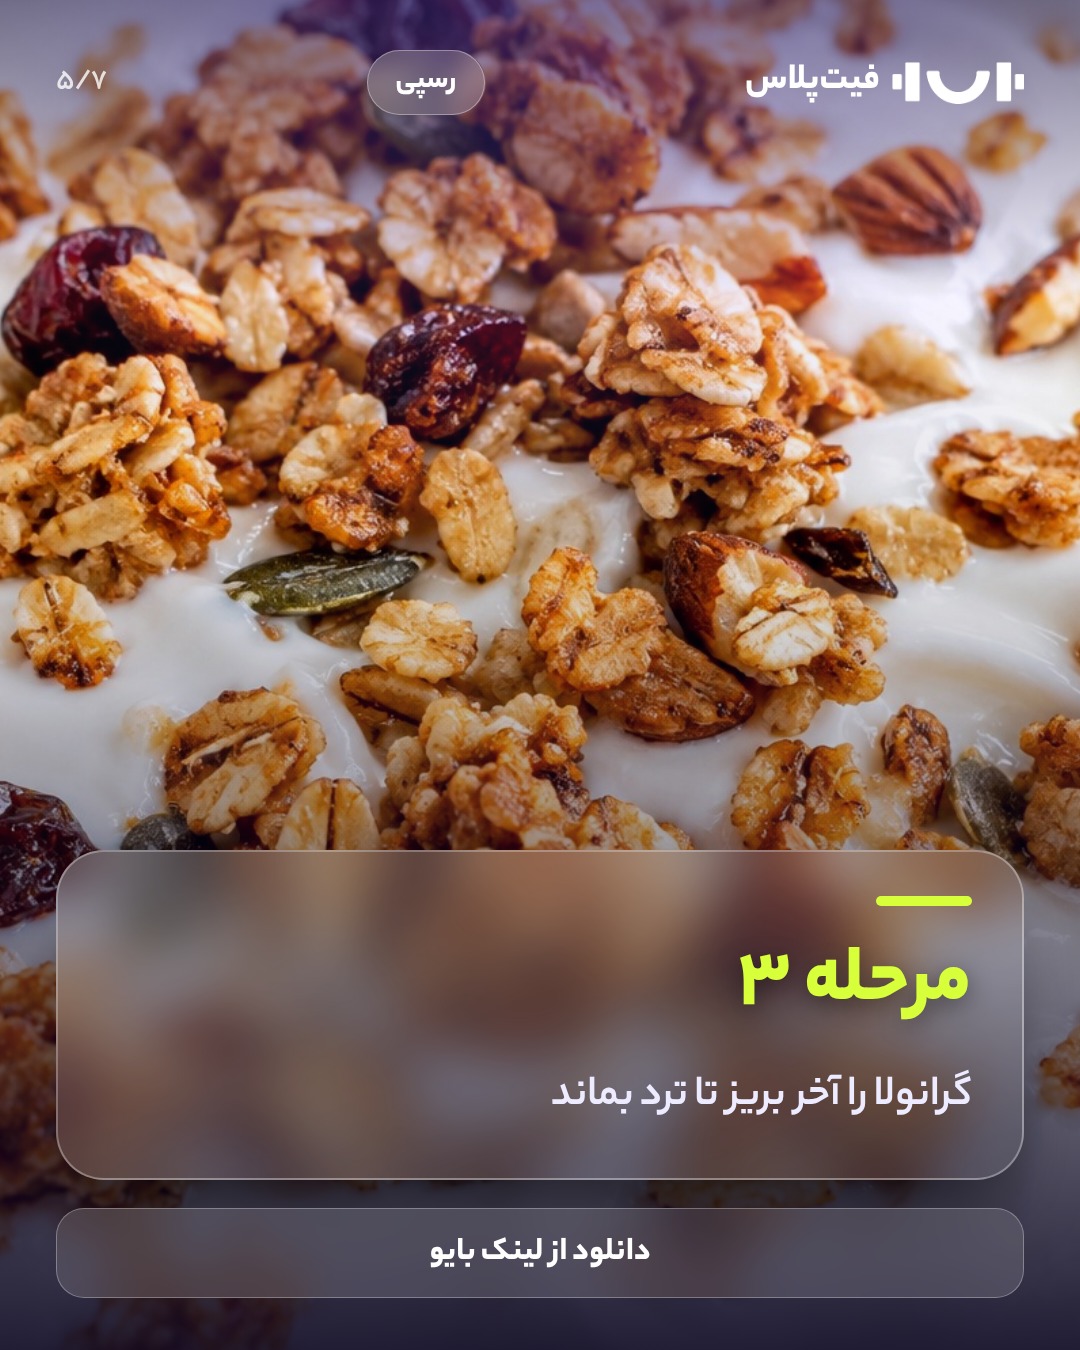 فیت‌پلاس
رسپی
۵/۷
مرحله ۳
گرانولا را آخر بریز تا ترد بماند
دانلود از لینک بایو